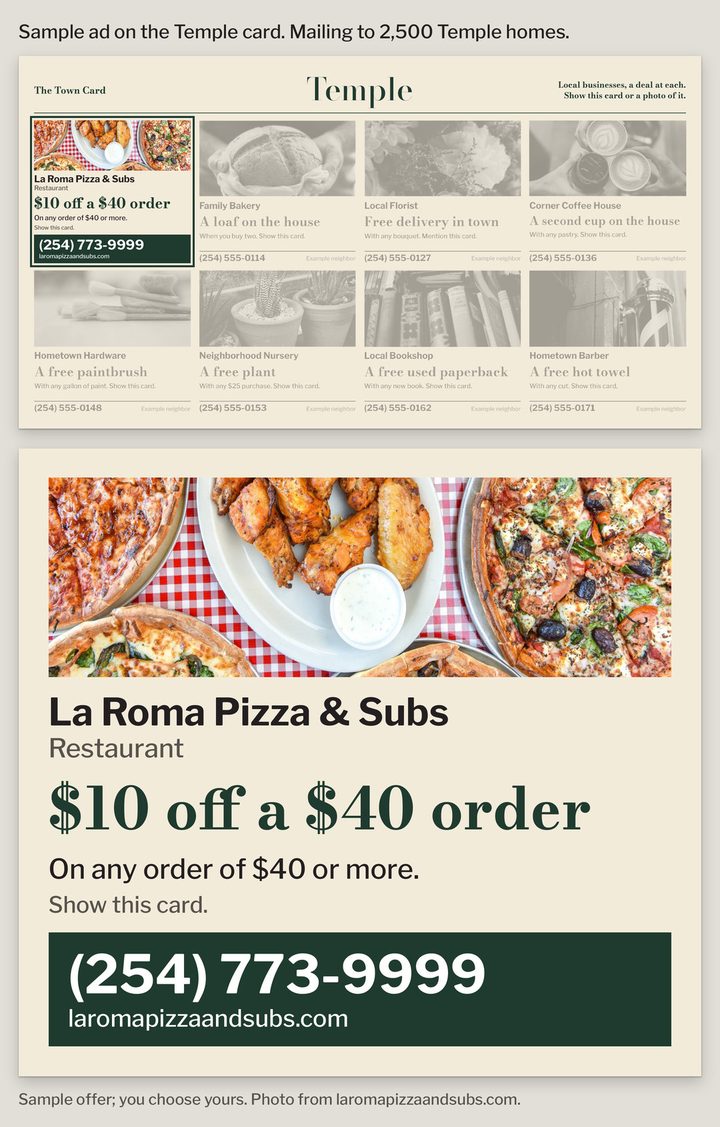 Sample ad on the Temple card. Mailing to 2,500 Temple homes.
The Town Card
Temple
Local businesses, a deal at each.
Show this card or a photo of it.
La Roma Pizza & Subs
Restaurant
$10 off a $40 order
On any order of $40 or more.
Show this card.
(254) 773-9999
laromapizzaandsubs.com
Family Bakery
A loaf on the house
When you buy two. Show this card.
(254) 555-0114
Example neighbor
Local Florist
Free delivery in town
With any bouquet. Mention this card.
(254) 555-0127
Example neighbor
Corner Coffee House
A second cup on the house
With any pastry. Show this card.
(254) 555-0136
Example neighbor
Hometown Hardware
A free paintbrush
With any gallon of paint. Show this card.
(254) 555-0148
Example neighbor
Neighborhood Nursery
A free plant
With any $25 purchase. Show this card.
(254) 555-0153
Example neighbor
Local Bookshop
A free used paperback
With any new book. Show this card.
(254) 555-0162
Example neighbor
Hometown Barber
A free hot towel
With any cut. Show this card.
(254) 555-0171
Example neighbor
La Roma Pizza & Subs
Restaurant
$10 off a $40 order
On any order of $40 or more.
Show this card.
(254) 773-9999
laromapizzaandsubs.com
Sample offer; you choose yours. Photo from laromapizzaandsubs.com.